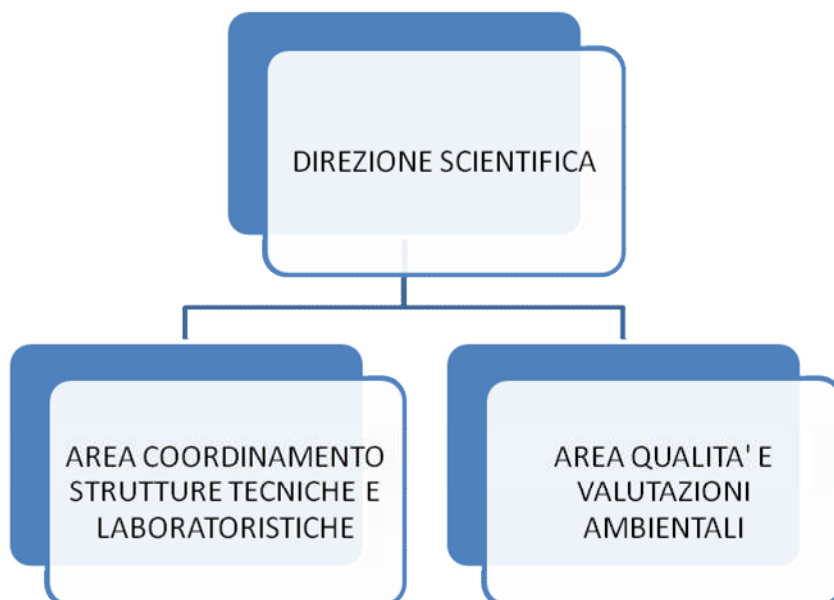 DIREZIONE SCIENTIFICA
AREA COORDINAMENTO
STRUTTURE TECNICHE E
LABORATORISTICHE
AREA QUALITA' E
VALUTAZIONI
AMBIENTALI